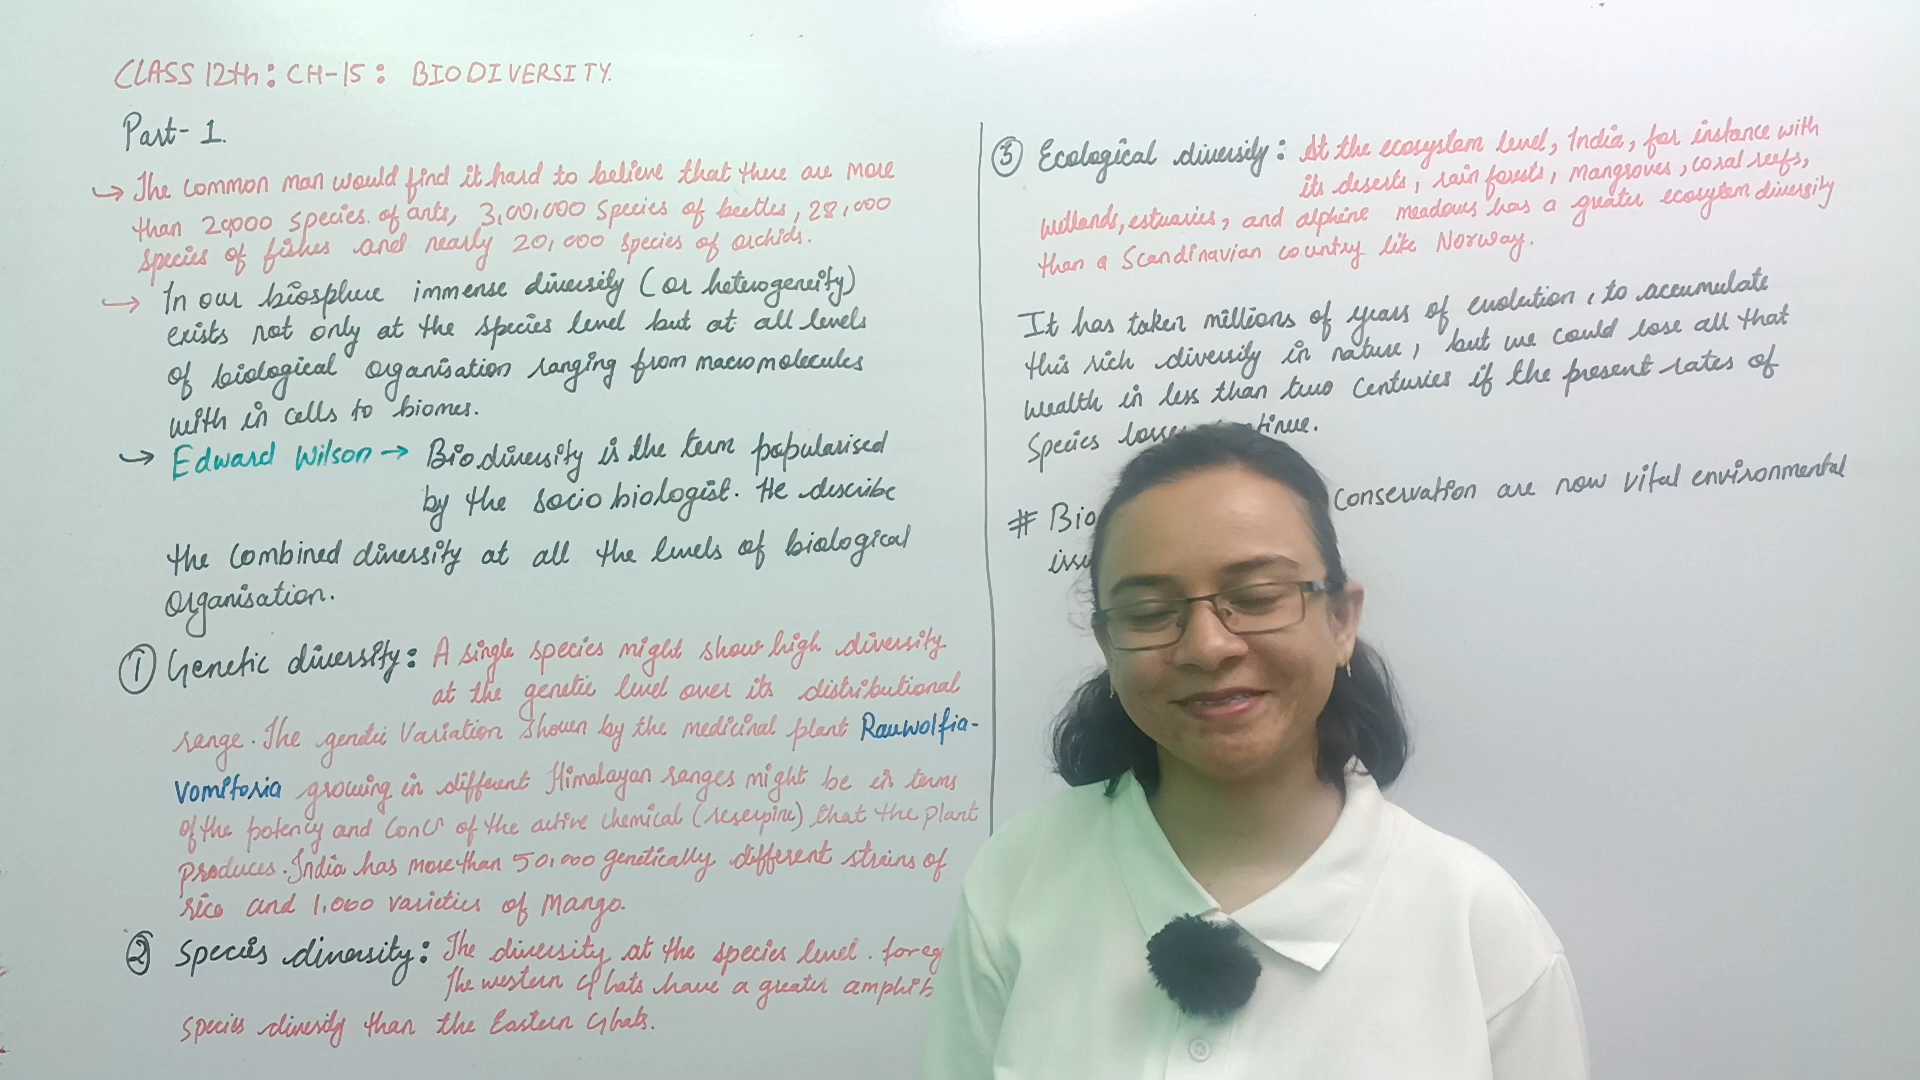 CLASS 12th: CH-15: BIODIVERSITY.
Part-1.
→ The common man would find it hard to believe that there are more
than 20,000 species of ants, 3,00,000 species of beetles, 28,000
species of fishes and nearly 20,000 species of orchids.
→ In our biosphere immense diversity (or heterogeneity)
exists not only at the species level but at all levels
of biological organisation ranging from macromolecules
with in cells to biomes.
→ Edward Wilson → Biodiversity is the term popularised
by the socio biologist. He describe
the combined diversity at all the levels of biological
organisation.
① Genetic diversity: A single species might show high diversity
at the genetic level over its distributional
range. The genetic variation shown by the medicinal plant Rauwolfia-
Vomitoria growing in different Himalayan ranges might be in terms
of the potency and concn of the active chemical (reserpine) that the plant
produces. India has more than 50,000 genetically different strains of
rice and 1,000 varieties of Mango.
② Species diversity: The diversity at the species level. for eg
The western Ghats have a greater amphib
species diversity than the Eastern Ghats.
③ Ecological diversity: At the ecosystem level, India, for instance with
its deserts, rain forests, mangroves, coral reefs,
wetlands, estuaries, and alphine meadows has a greater ecosystem diversity
than a Scandinavian country like Norway.
It has taken millions of years of evolution, to accumulate
this rich diversity in nature, but we could lose all that
wealth in less than two centuries if the present rates of
Species losses continue.
# Bio conservation are now vital environmental
issu